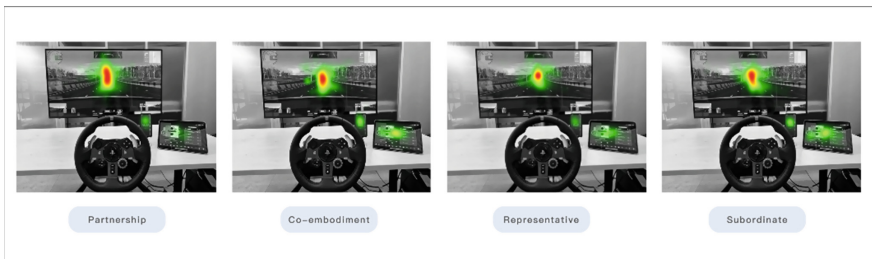 Partnership
Co-embodiment
Representative
Subordinate